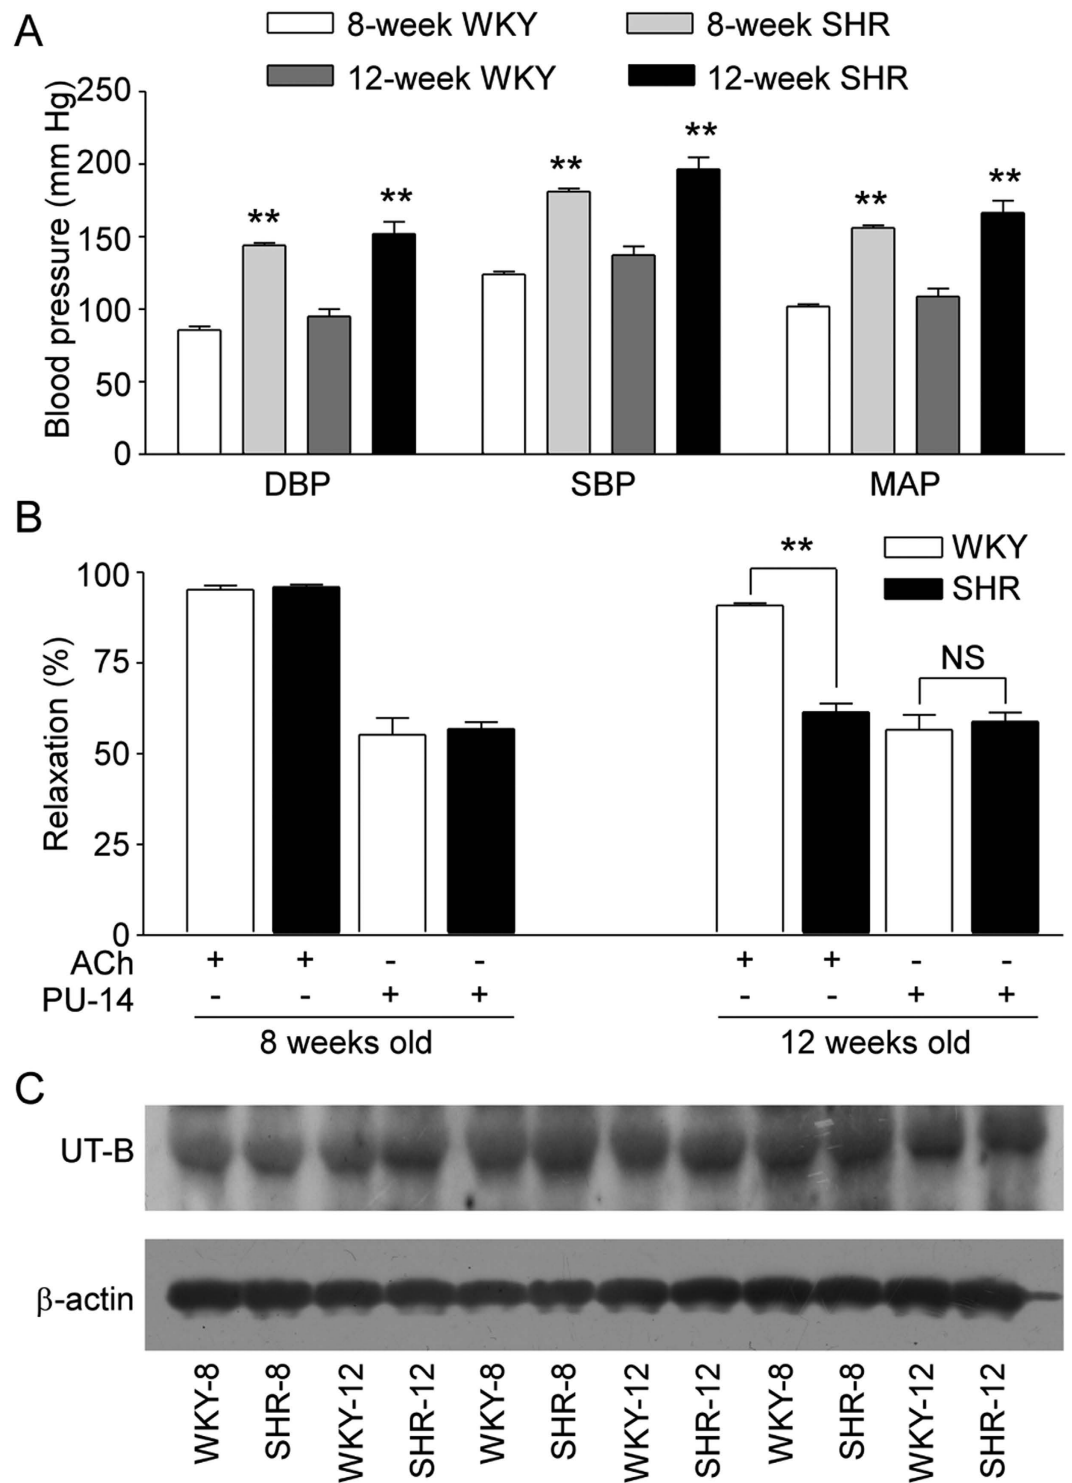 A
8-week WKY
8-week SHR
12-week WKY
12-week SHR
Blood pressure (mm Hg)
250
200
150
100
50
0
**
**
**
**
**
**
DBP
SBP
MAP
B
WKY
SHR
Relaxation (%)
100
75
50
25
0
**
NS
ACh + + - - + + - -
PU-14 - - + + - - + +
8 weeks old
12 weeks old
C
UT-B
β-actin
WKY-8
SHR-8
WKY-12
SHR-12
WKY-8
SHR-8
WKY-12
SHR-12
WKY-8
SHR-8
WKY-12
SHR-12